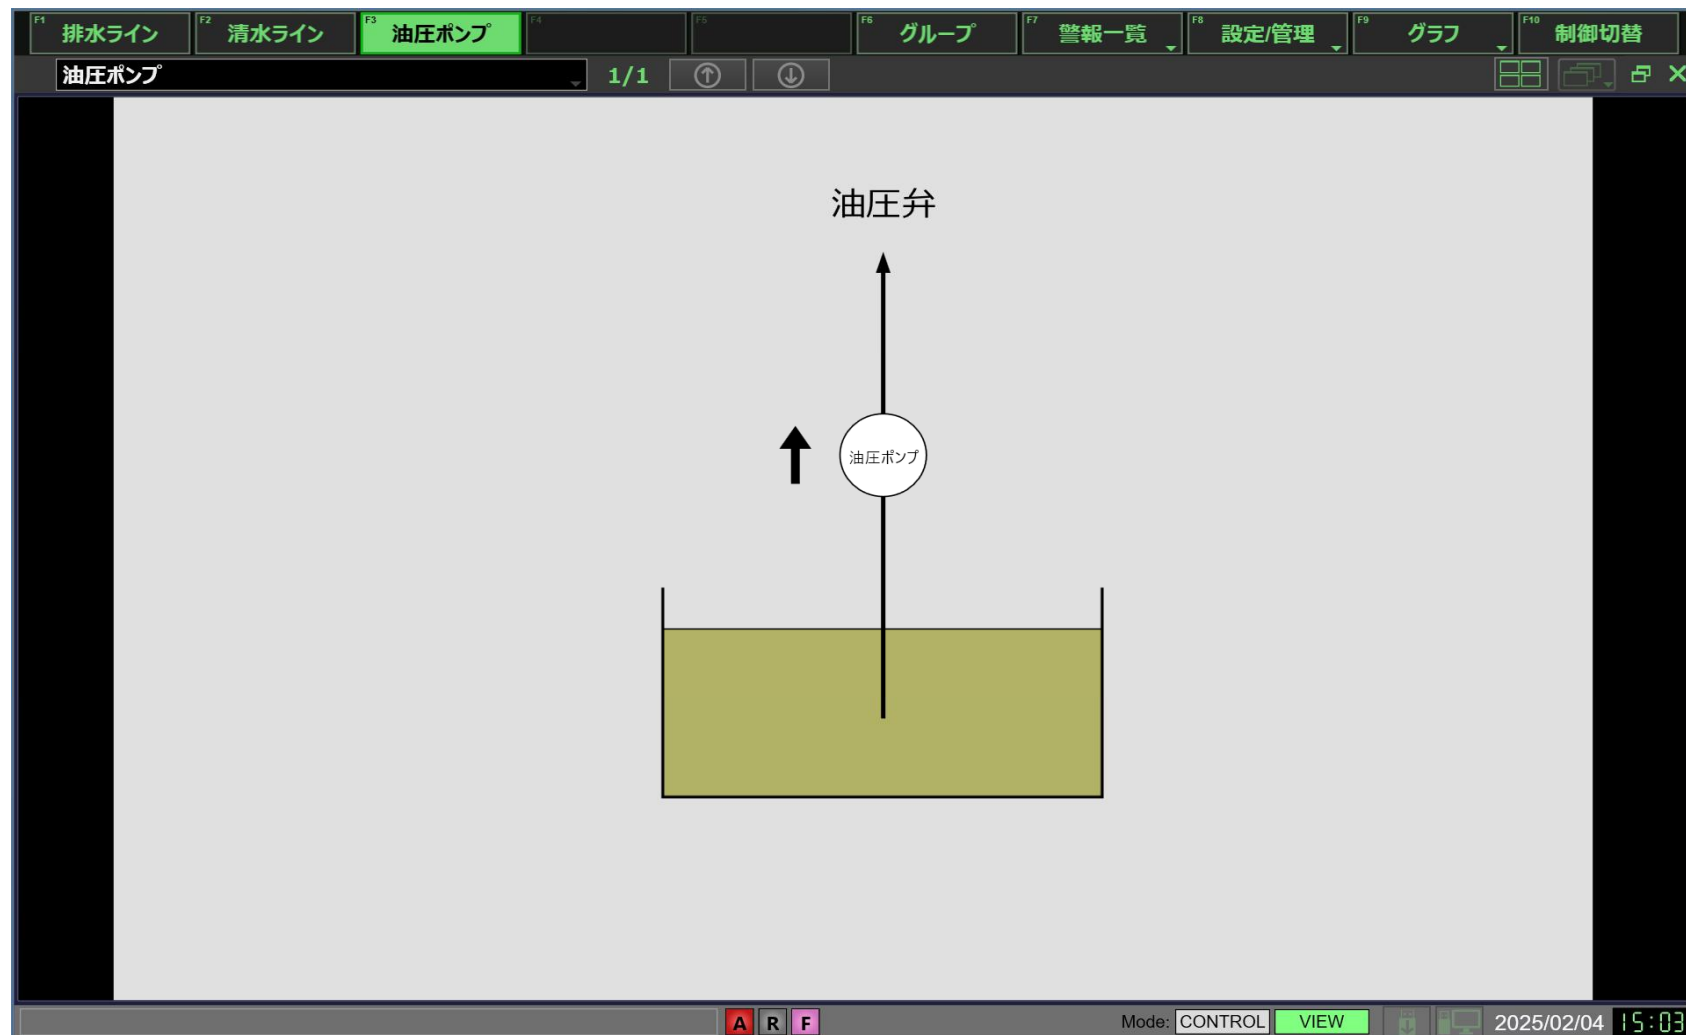 F1 排水ライン F2 清水ライン F3 油圧ポンプ F4 F5 F6 グループ F7 警報一覧 F8 設定/管理 F9 グラフ F10 制御切替
油圧ポンプ 1/1
油圧弁
油圧ポンプ
A R F Mode: CONTROL VIEW 2025/02/04 15:03